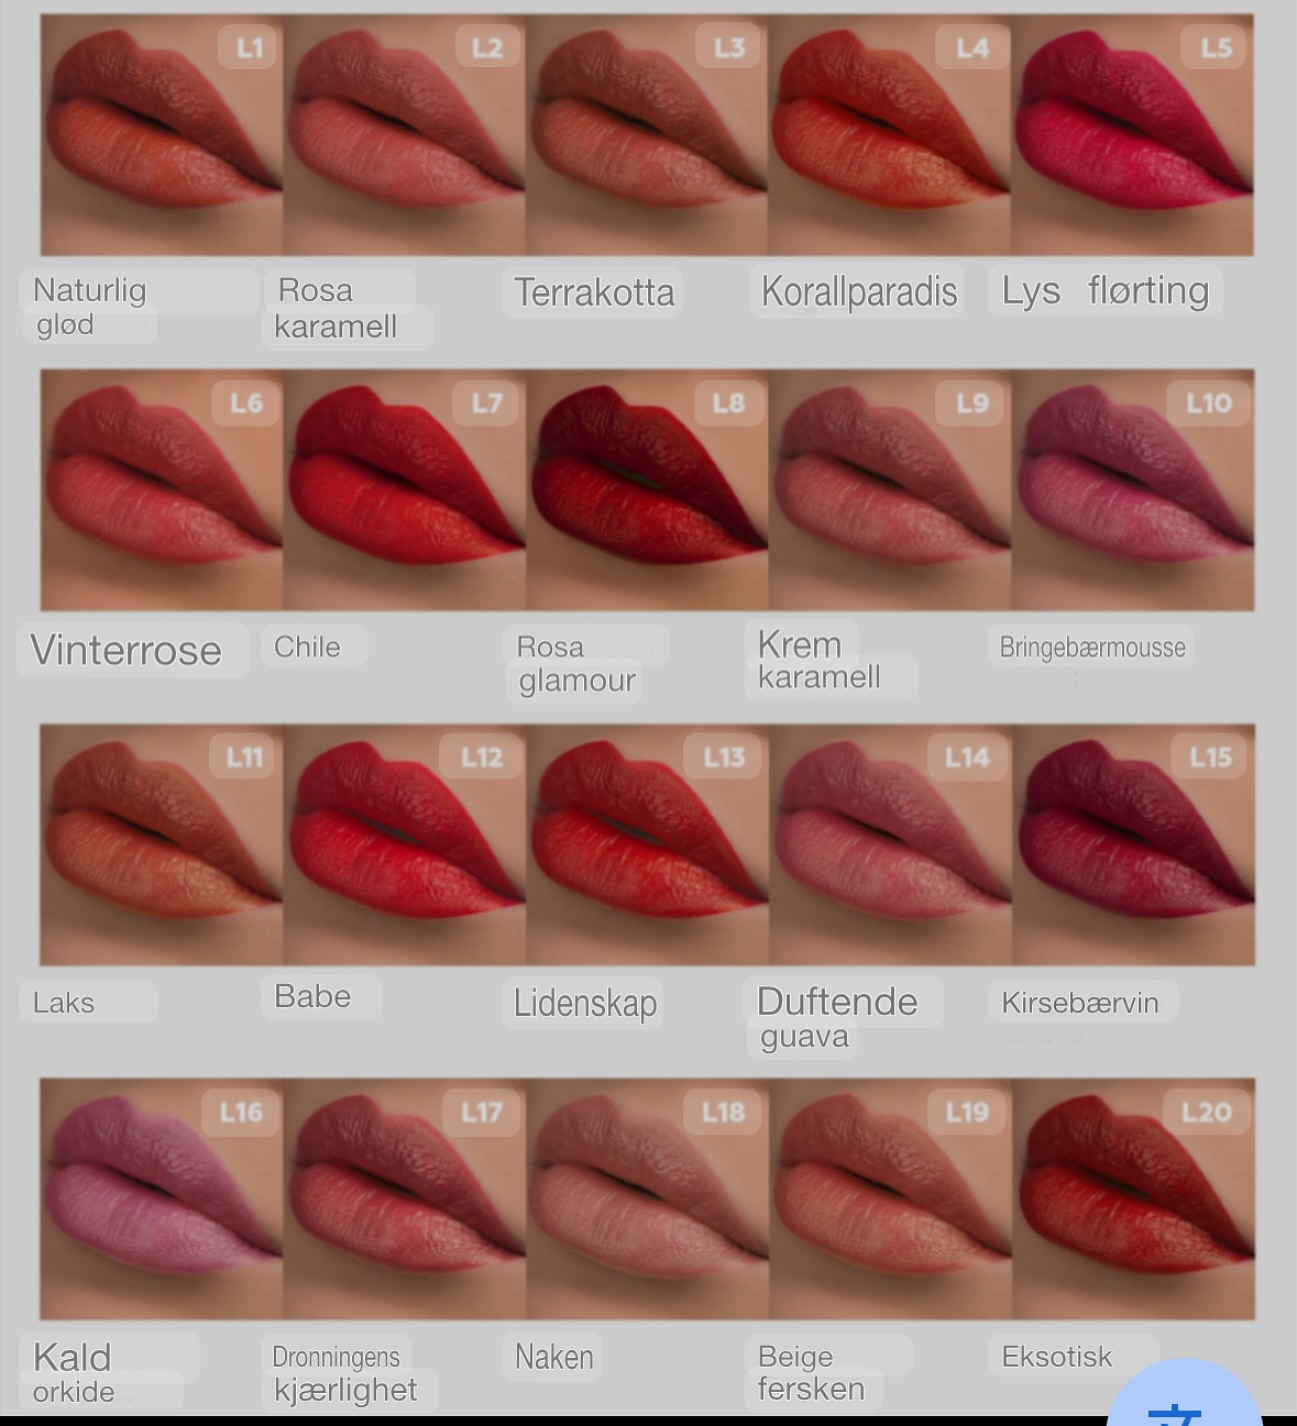 L1 L2 L3 L4 L5
Naturlig Rosa Terrakotta Korallparadis Lys flørting
glød karamell
L6 L7 L8 L9 L10
Vinterrose Chile Rosa Krem Bringebærmousse
glamour karamell
L11 L12 L13 L14 L15
Laks Babe Lidenskap Duftende Kirsebærvin
guava
L16 L17 L18 L19 L20
Kald Dronningens Naken Beige Eksotisk
orkide kjærlighet fersken